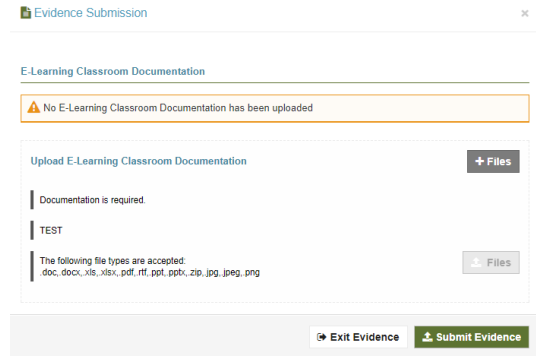 Evidence Submission ×
E-Learning Classroom Documentation
No E-Learning Classroom Documentation has been uploaded
Upload E-Learning Classroom Documentation
+ Files
Documentation is required.
TEST
The following file types are accepted:
.doc,.docx,.xls,.xlsx,.pdf,.rtf,.ppt,.pptx,.zip,.jpg,.jpeg,.png
Files
Exit Evidence
Submit Evidence